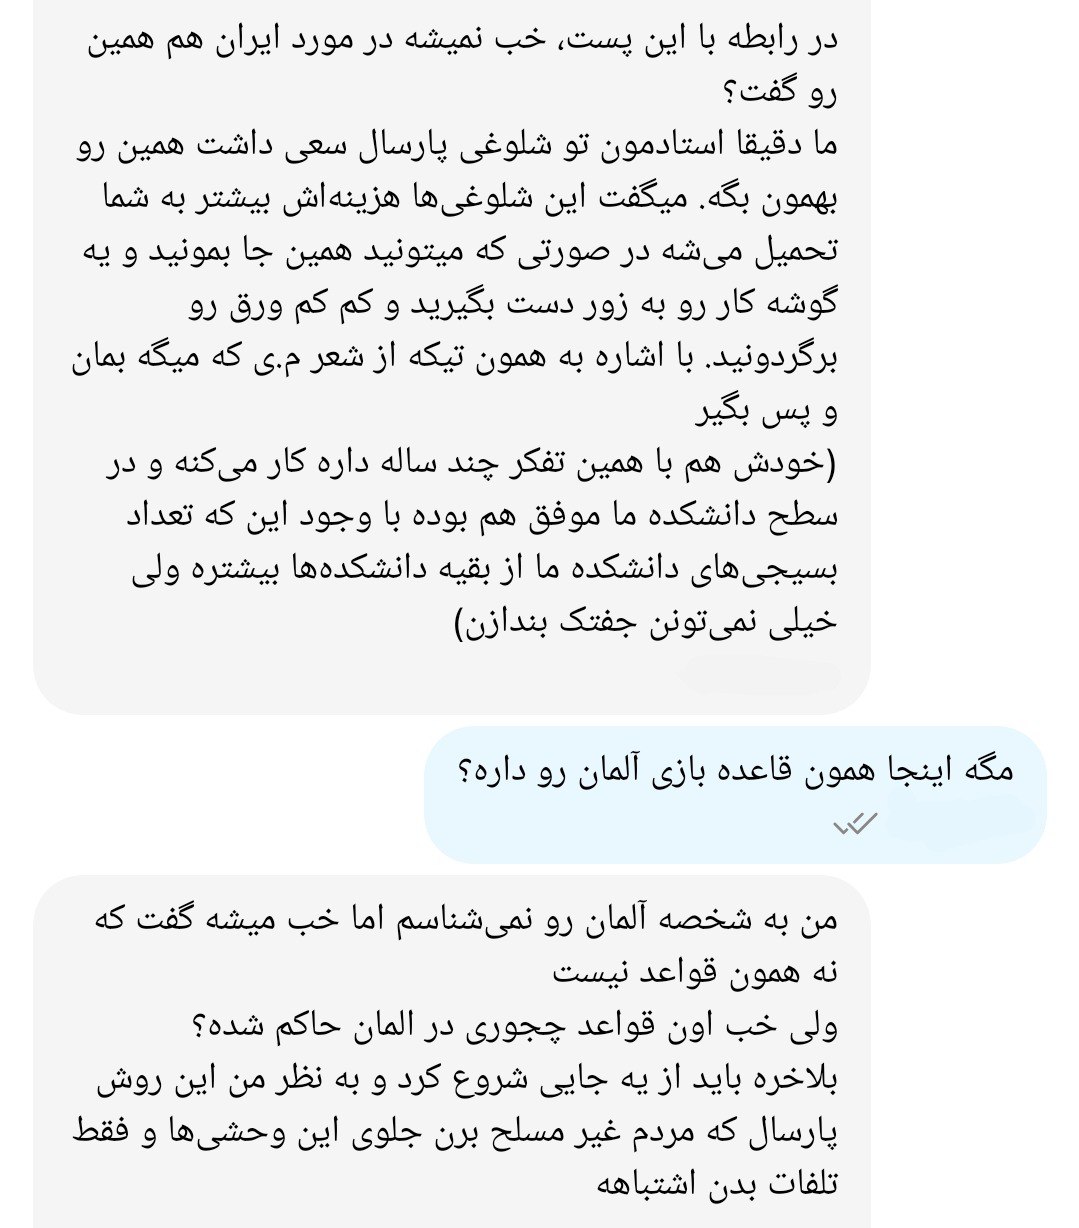 در رابطه با این پست، خب نمیشه در مورد ایران هم همین
رو گفت؟
ما دقیقا استادمون تو شلوغی پارسال سعی داشت همین رو
بهمون بگه. میگفت این شلوغی‌ها هزینه‌اش بیشتر به شما
تحمیل می‌شه در صورتی که میتونید همین جا بمونید و یه
گوشه کار رو به زور دست بگیرید و کم کم ورق رو
برگردونید. با اشاره به همون تیکه از شعر م.ی که میگه بمان
و پس بگیر
(خودش هم با همین تفکر چند ساله داره کار می‌کنه و در
سطح دانشکده ما موفق هم بوده با وجود این که تعداد
بسیجی‌های دانشکده ما از بقیه دانشکده‌ها بیشتره ولی
خیلی نمی‌تونن جفتک بندازن)
مگه اینجا همون قاعده بازی آلمان رو داره؟
من به شخصه آلمان رو نمی‌شناسم اما خب میشه گفت که
نه همون قواعد نیست
ولی خب اون قواعد چجوری در المان حاکم شده؟
بلاخره باید از یه جایی شروع کرد و به نظر من این روش
پارسال که مردم غیر مسلح برن جلوی این وحشی‌ها و فقط
تلفات بدن اشتباهه